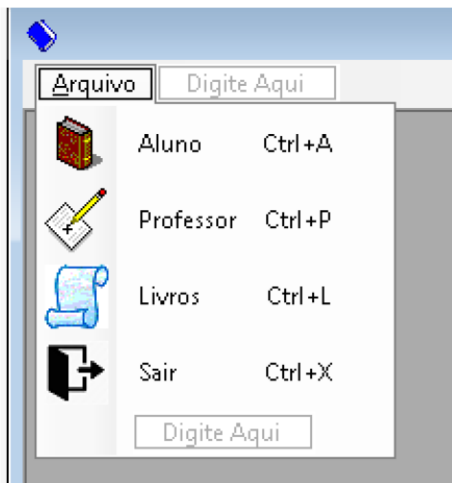 Arquivo Digite Aqui
Aluno Ctrl+A
Professor Ctrl+P
Livros Ctrl+L
Sair Ctrl+X
Digite Aqui